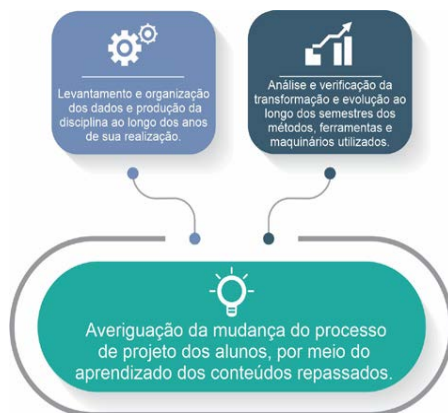 Levantamento e organização
dos dados e produção da
disciplina ao longo dos anos
de sua realização.
Análise e verificação da
transformação e evolução ao
longo dos semestres dos
métodos, ferramentas e
maquinários utilizados.
Averiguação da mudança do processo
de projeto dos alunos, por meio do
aprendizado dos conteúdos repassados.